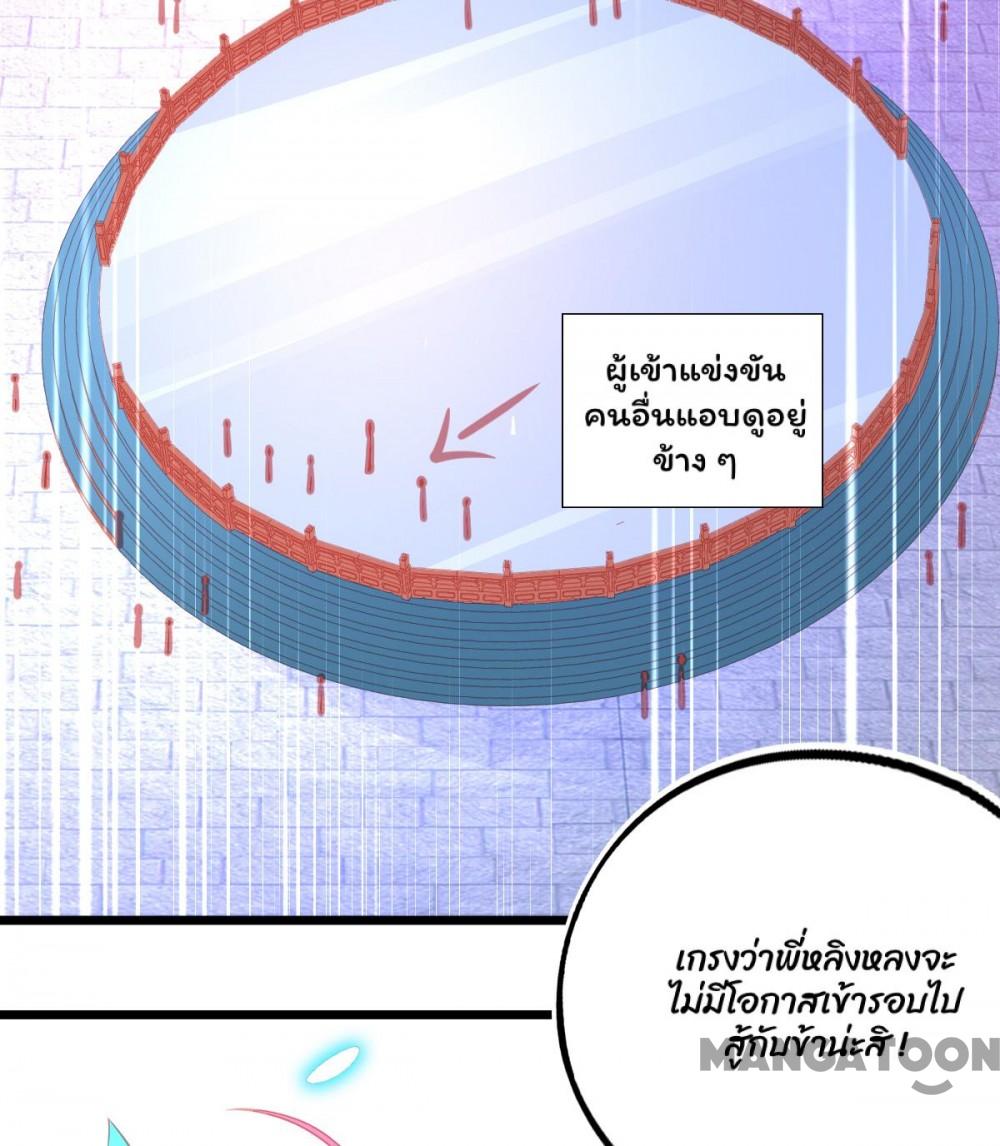 ผู้เข้าแข่งขัน
คนอื่นแอบดูอยู่
ข้าง ๆ
เกรงว่าพี่หลิงหลงจะ
ไม่มีโอกาสเข้ารอบไป
สู้กับข้าน่ะสิ !
MANGATOON